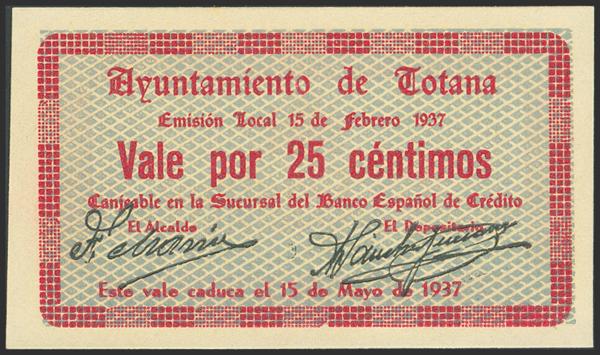 Ayuntamiento de Totana
Emisión Local 15 de Febrero 1937
Vale por 25 céntimos
Canjeable en la Sucursal del Banco Español de Crédito
El Alcalde El Depositario
Este vale caduca el 15 de Mayo de 1937